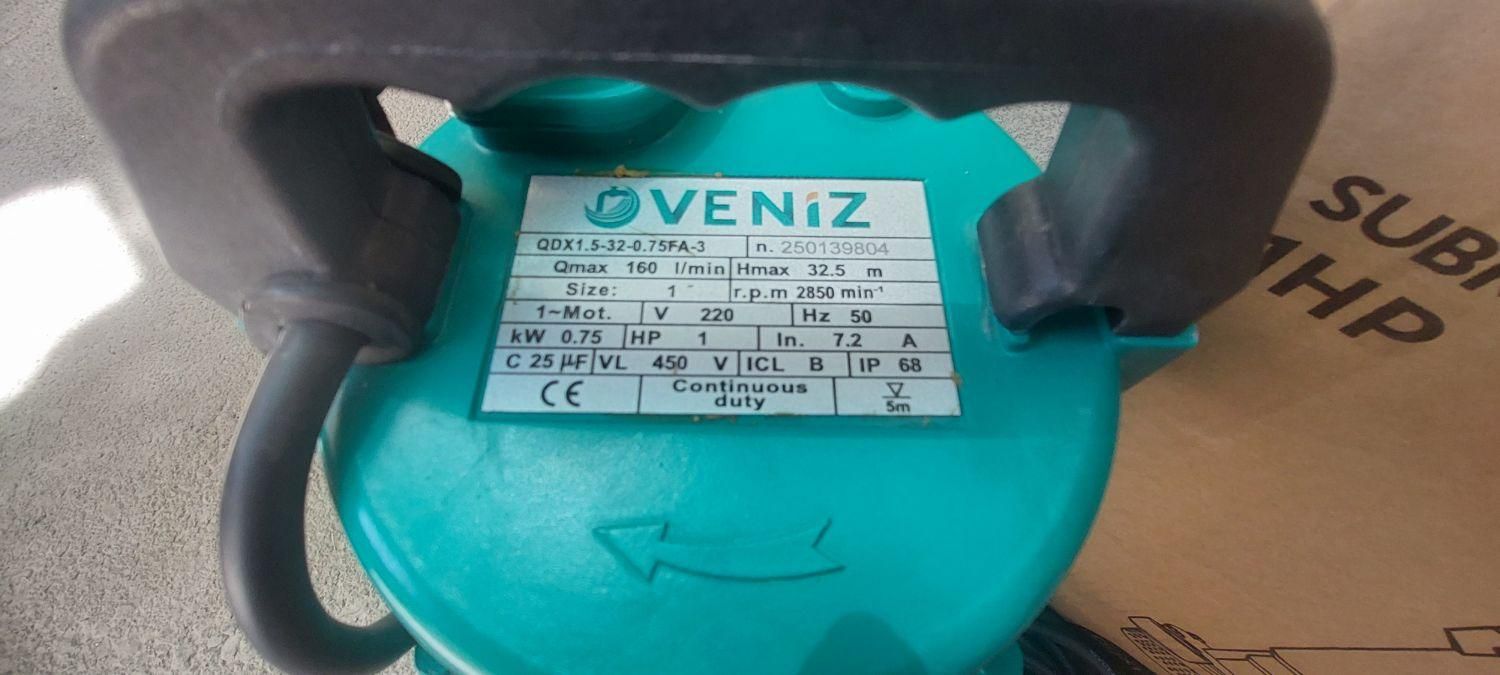 VENIZ
QDX1.5-32-0.75FA-3 n. 250139804
Qmax 160 l/min Hmax 32.5 m
Size: 1" r.p.m 2850 min⁻¹
1~Mot. V 220 Hz 50
kW 0.75 HP 1 In. 7.2 A
C 25 µF VL 450 V ICL B IP 68
CE Continuous duty 5m
1HP